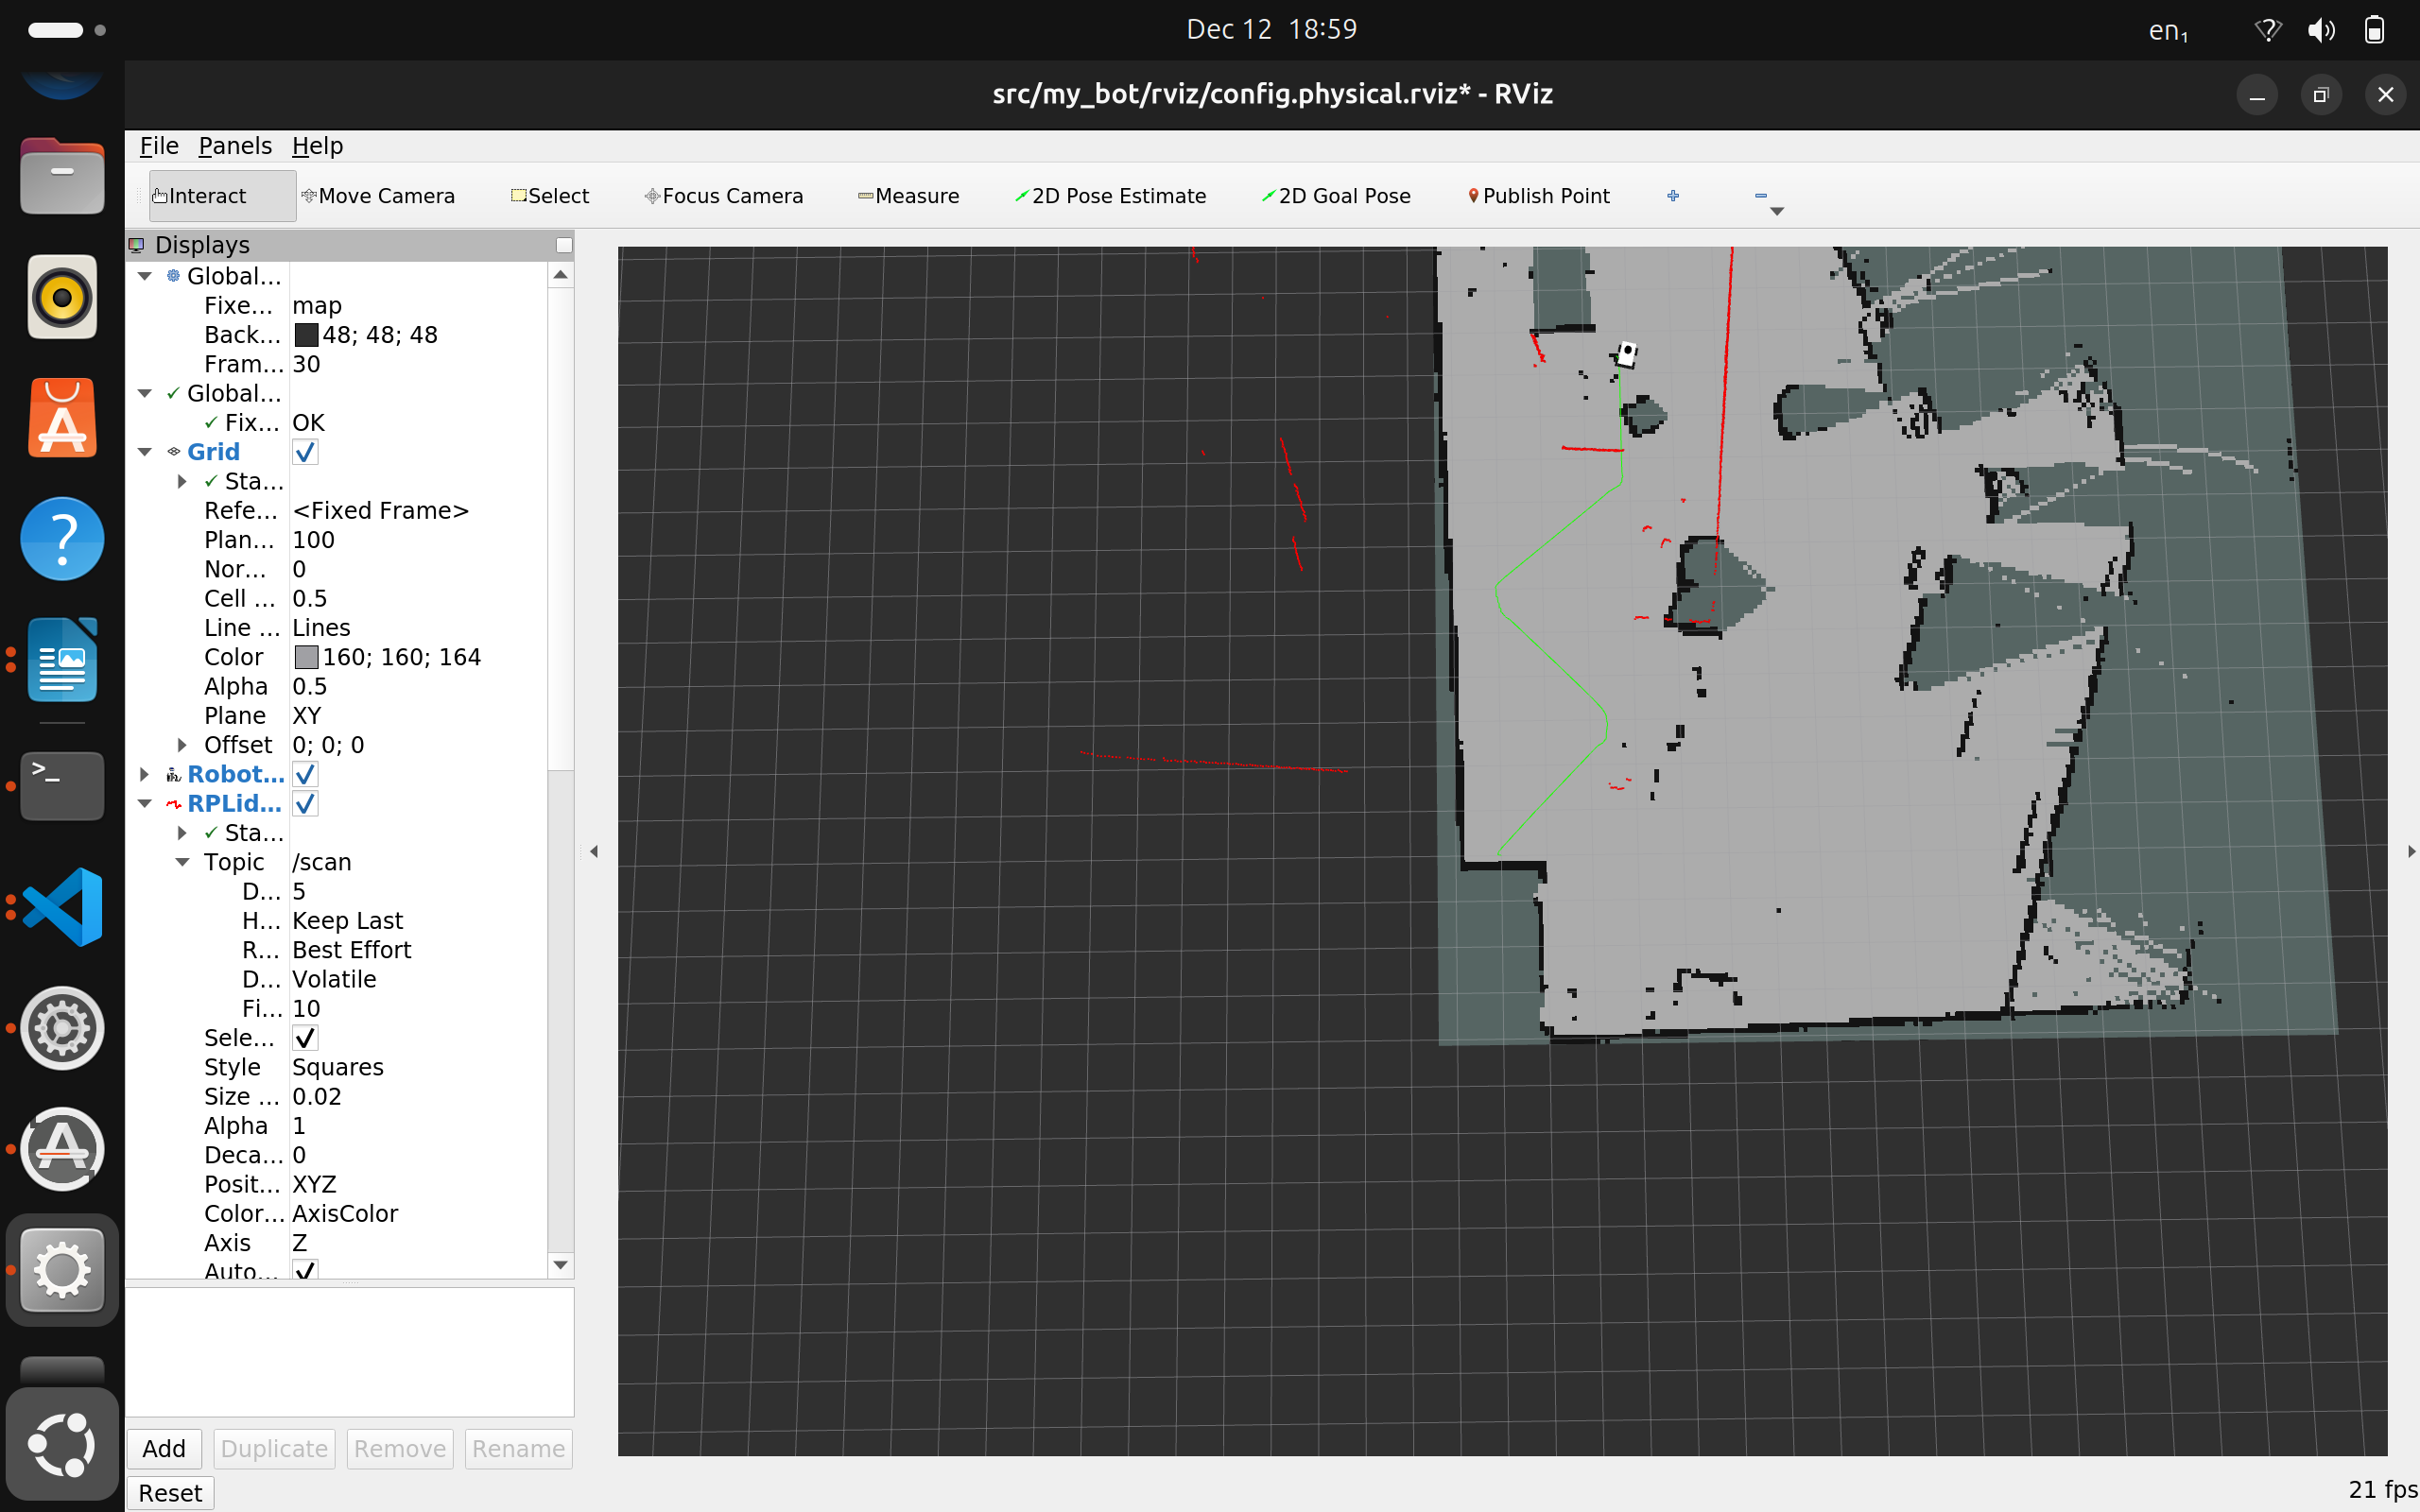 Dec 12 18:59
en₁
src/my_bot/rviz/config.physical.rviz* - RViz
File Panels Help
Interact Move Camera Select Focus Camera Measure 2D Pose Estimate 2D Goal Pose Publish Point
Displays
Global...
Fixe... map
Back... 48; 48; 48
Fram... 30
Global...
Fix... OK
Grid
Sta...
Refe... <Fixed Frame>
Plan... 100
Nor... 0
Cell ... 0.5
Line ... Lines
Color 160; 160; 164
Alpha 0.5
Plane XY
Offset 0; 0; 0
Robot...
RPLid...
Sta...
Topic /scan
D... 5
H... Keep Last
R... Best Effort
D... Volatile
Fi... 10
Sele...
Style Squares
Size ... 0.02
Alpha 1
Deca... 0
Posit... XYZ
Color... AxisColor
Axis Z
Auto...
Add Duplicate Remove Rename
Reset
21 fps